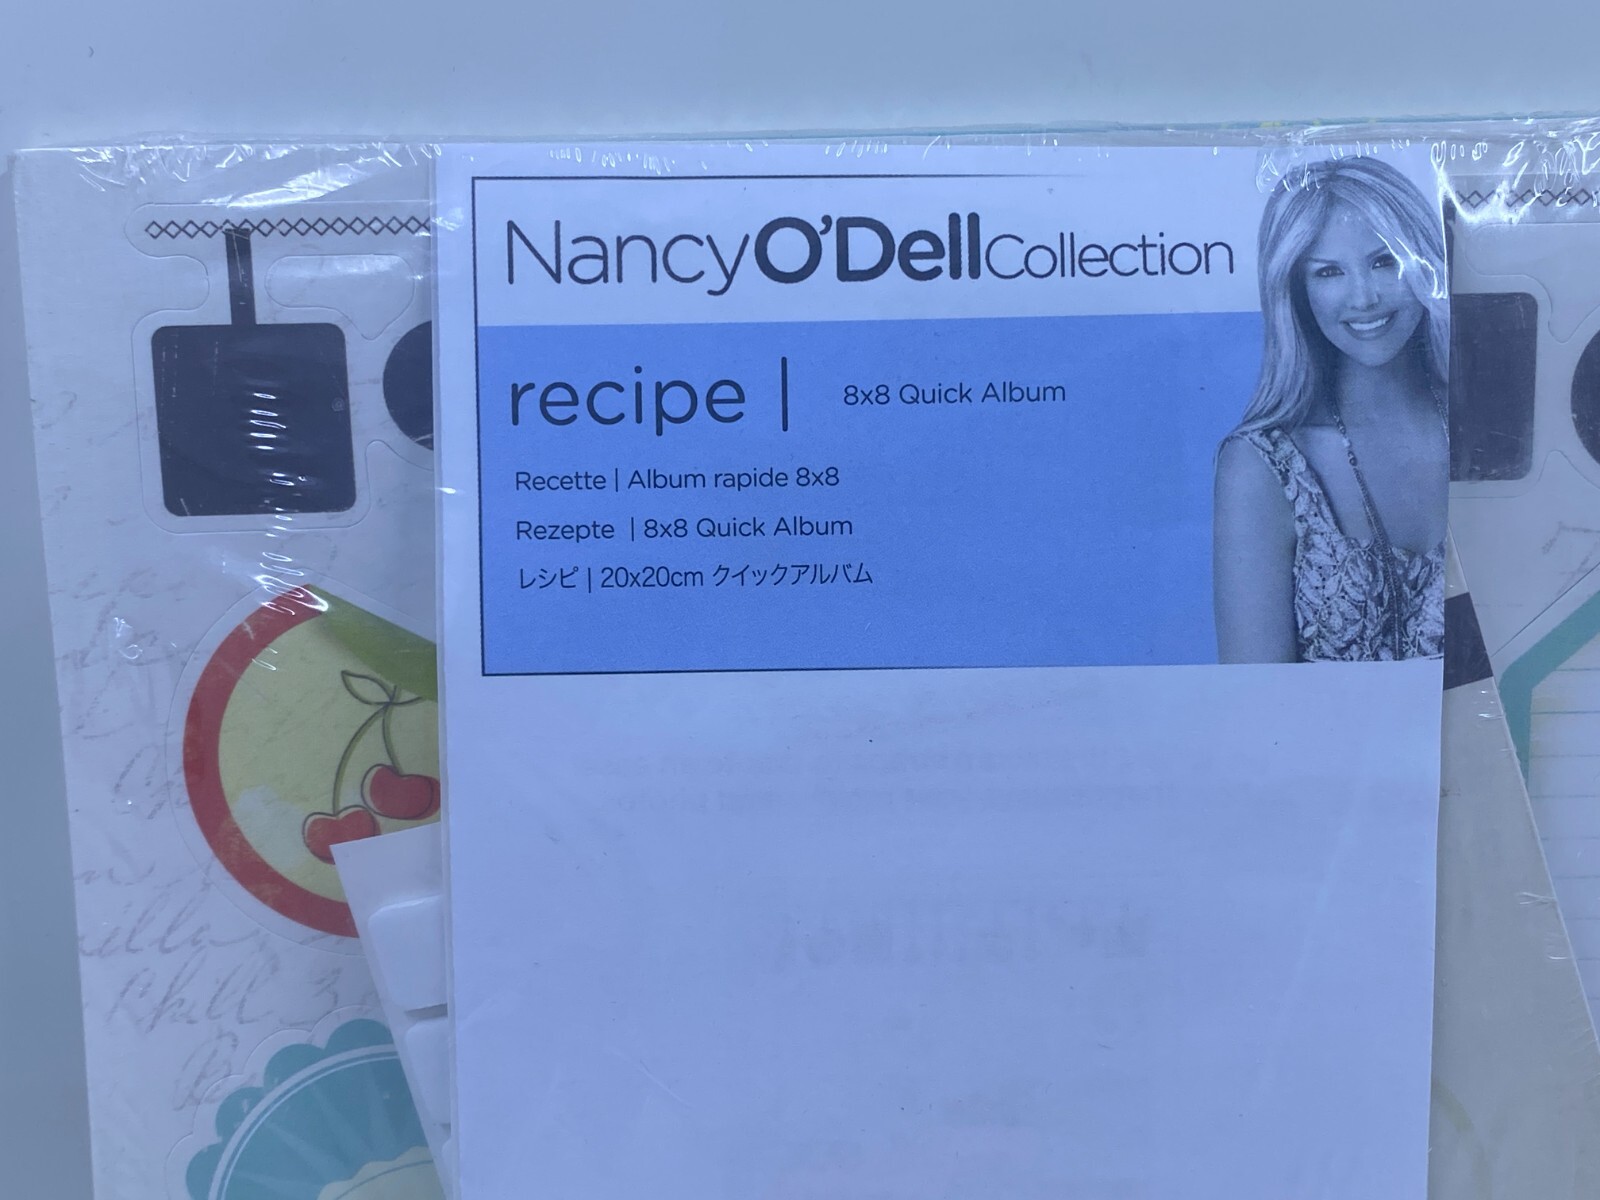 NancyO'DellCollection
recipe | 8x8 Quick Album
Recette | Album rapide 8x8
Rezepte | 8x8 Quick Album
レシピ | 20x20cm クイックアルバム